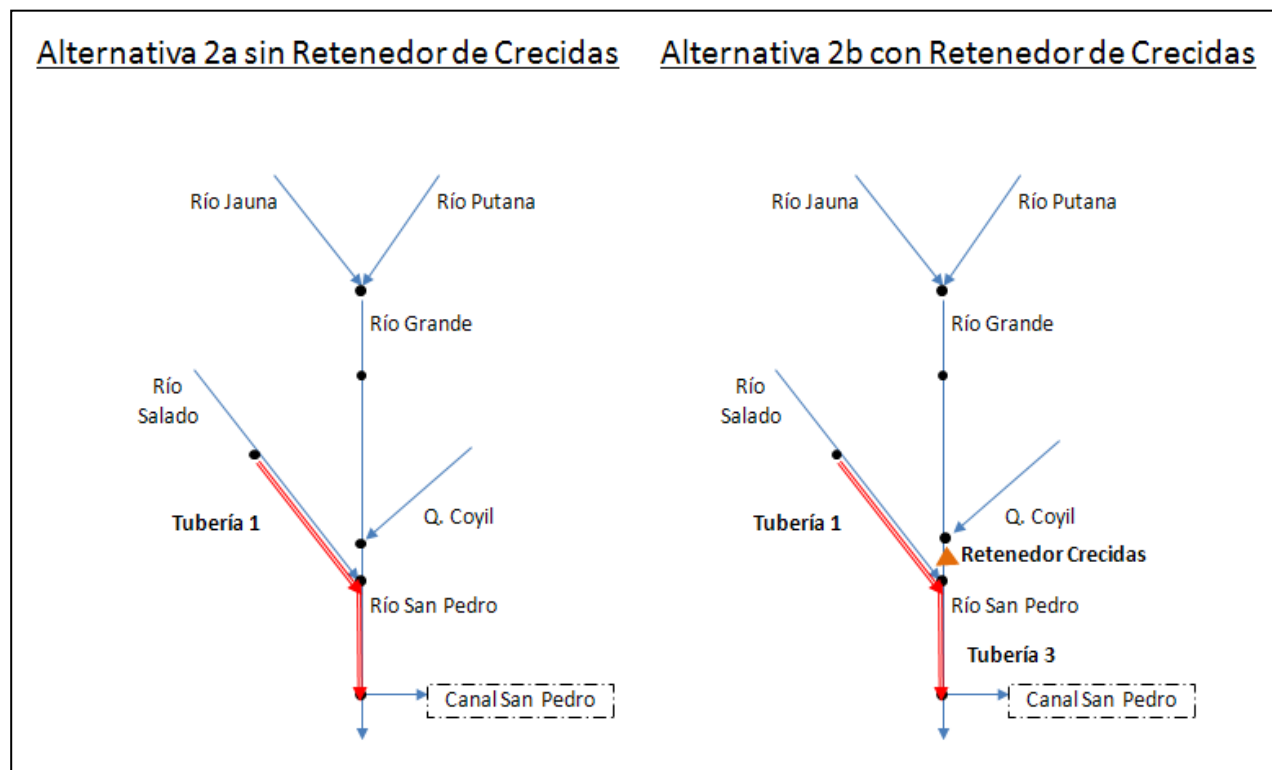 Alternativa 2a sin Retenedor de Crecidas
Río Jauna
Río Putana
Río Grande
Río
Salado
Q. Coyil
Tubería 1
Río San Pedro
Canal San Pedro
Alternativa 2b con Retenedor de Crecidas
Río Jauna
Río Putana
Río Grande
Río
Salado
Q. Coyil
Tubería 1
Retenedor Crecidas
Río San Pedro
Tubería 3
Canal San Pedro